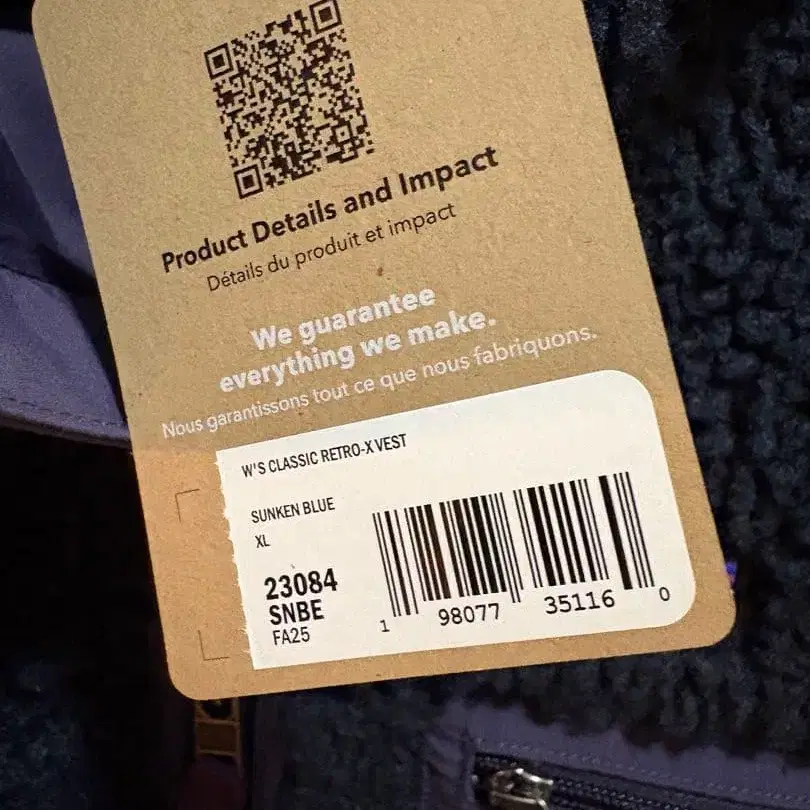 Product Details and Impact
Détails du produit et impact
We guarantee
everything we make.
Nous garantissons tout ce que nous fabriquons.
W'S CLASSIC RETRO-X VEST
SUNKEN BLUE
XL
23084
SNBE
FA25
1 98077 35116 0